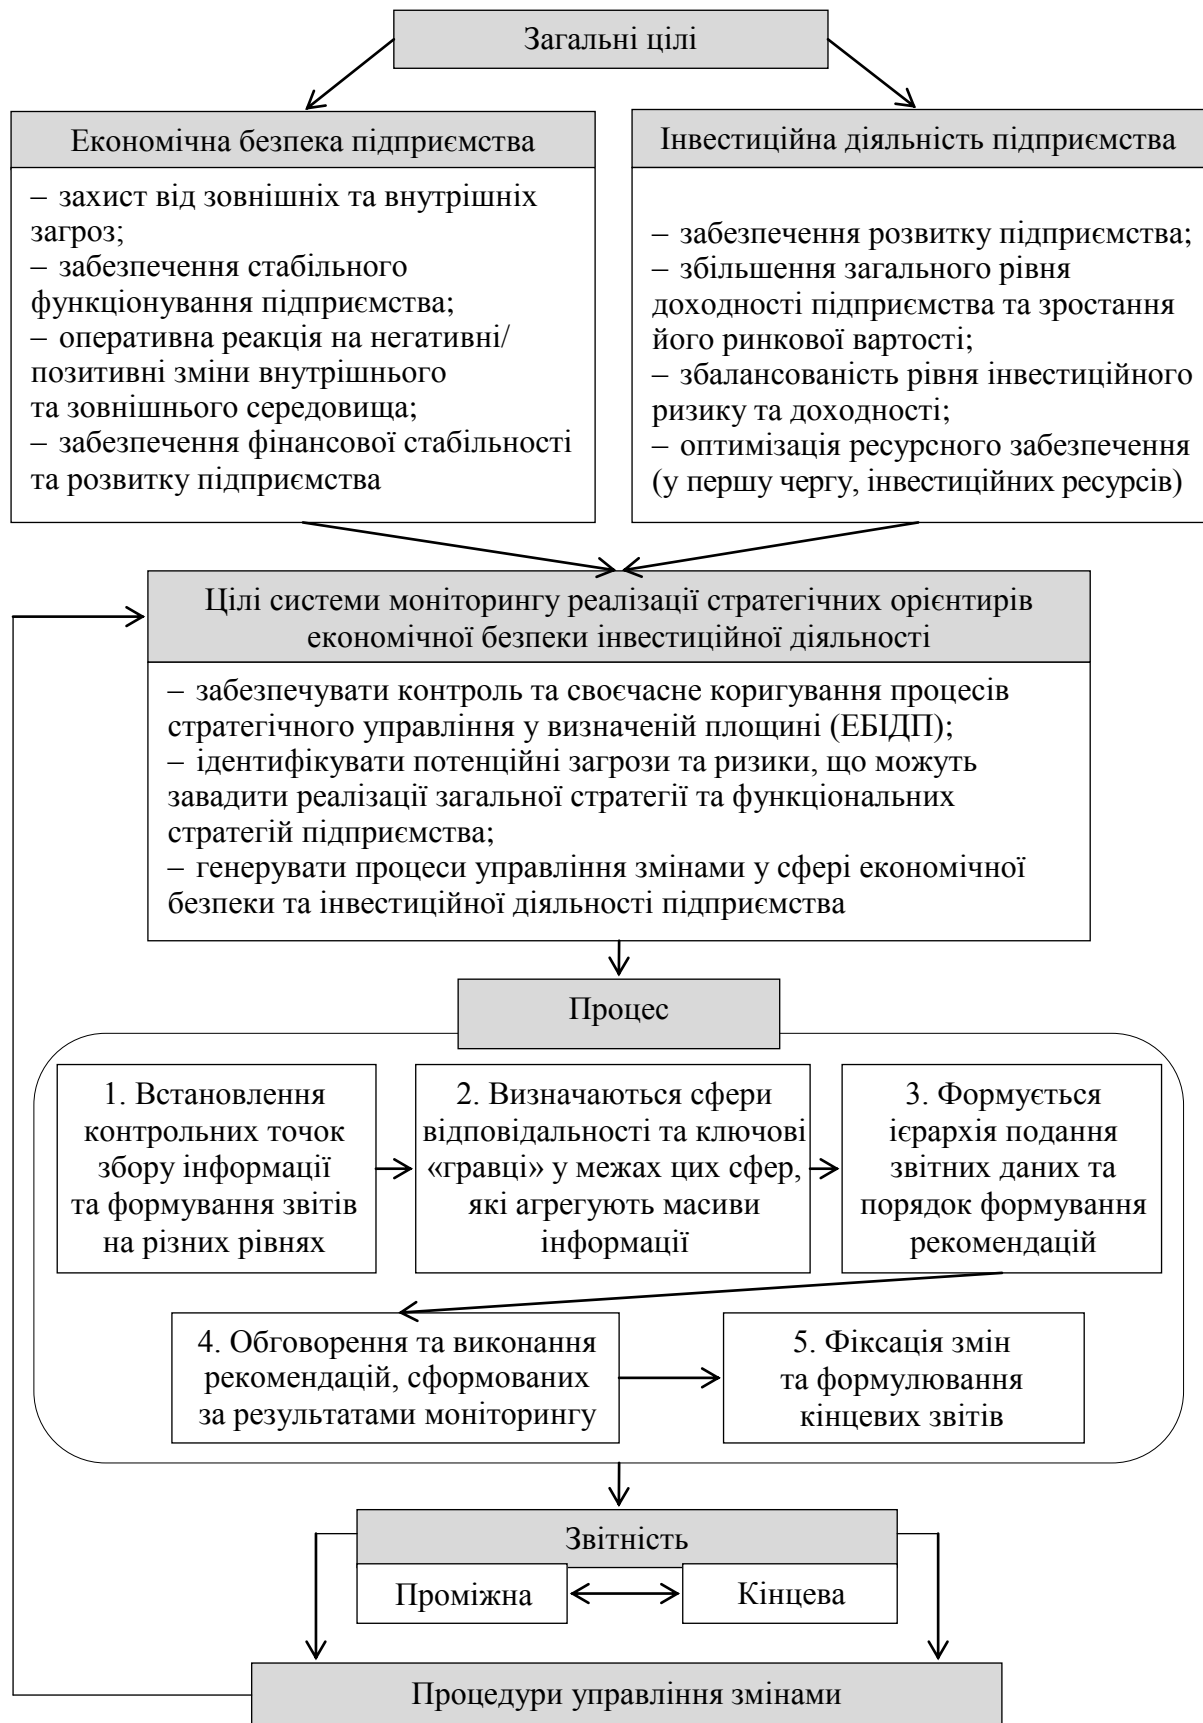 Загальні цілі
Економічна безпека підприємства
– захист від зовнішніх та внутрішніх
загроз;
– забезпечення стабільного
функціонування підприємства;
– оперативна реакція на негативні/
позитивні зміни внутрішнього
та зовнішнього середовища;
– забезпечення фінансової стабільності
та розвитку підприємства
Інвестиційна діяльність підприємства
– забезпечення розвитку підприємства;
– збільшення загального рівня
доходності підприємства та зростання
його ринкової вартості;
– збалансованість рівня інвестиційного
ризику та доходності;
– оптимізація ресурсного забезпечення
(у першу чергу, інвестиційних ресурсів)
Цілі системи моніторингу реалізації стратегічних орієнтирів
економічної безпеки інвестиційної діяльності
– забезпечувати контроль та своєчасне коригування процесів
стратегічного управління у визначеній площині (ЕБІДП);
– ідентифікувати потенційні загрози та ризики, що можуть
завадити реалізації загальної стратегії та функціональних
стратегій підприємства;
– генерувати процеси управління змінами у сфері економічної
безпеки та інвестиційної діяльності підприємства
Процес
1. Встановлення
контрольних точок
збору інформації
та формування звітів
на різних рівнях
2. Визначаються сфери
відповідальності та ключові
«гравці» у межах цих сфер,
які агрегують масиви
інформації
3. Формується
ієрархія подання
звітних даних та
порядок формування
рекомендацій
4. Обговорення та виконання
рекомендацій, сформованих
за результатами моніторингу
5. Фіксація змін
та формулювання
кінцевих звітів
Звітність
Проміжна
Кінцева
Процедури управління змінами